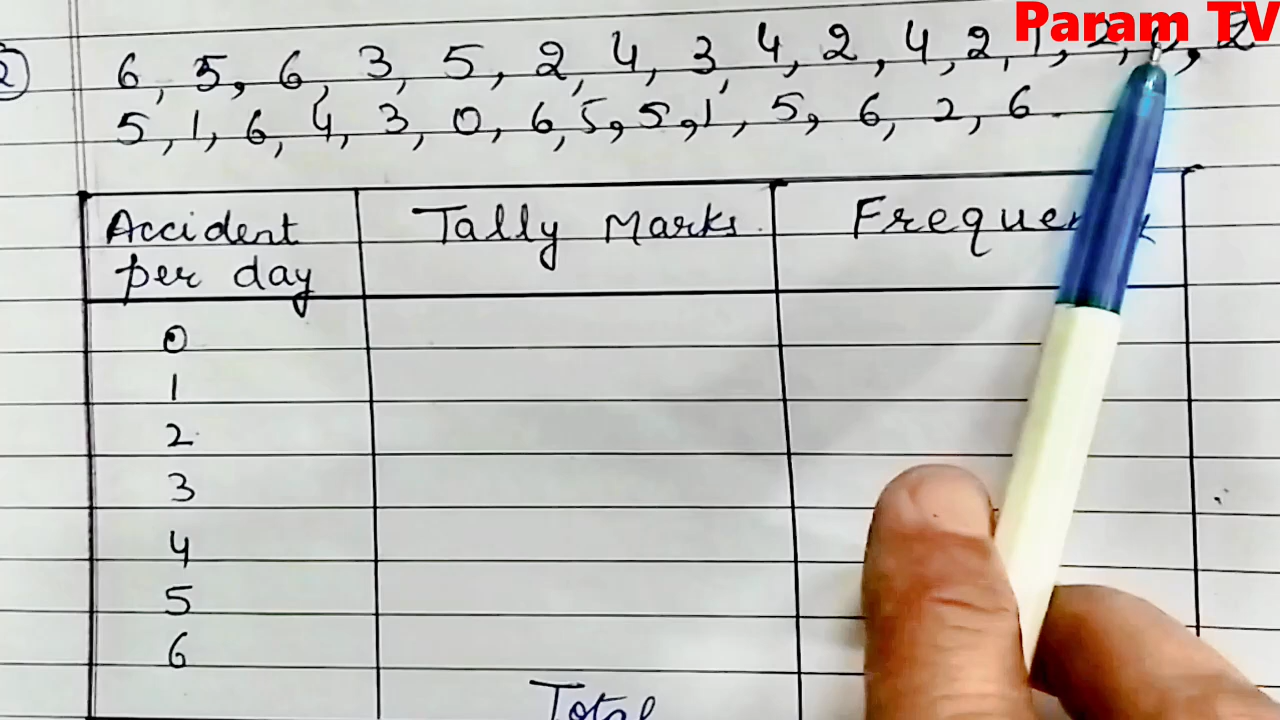 Param TV
2 6, 5, 6, 3, 5, 2, 4, 3, 4, 2, 4, 2, 1, 2, 2
5, 1, 6, 4, 3, 0, 6, 5, 5, 1, 5, 6, 2, 6.
Accident Tally Marks
per day
0
1
2
3
4
5
6
Total